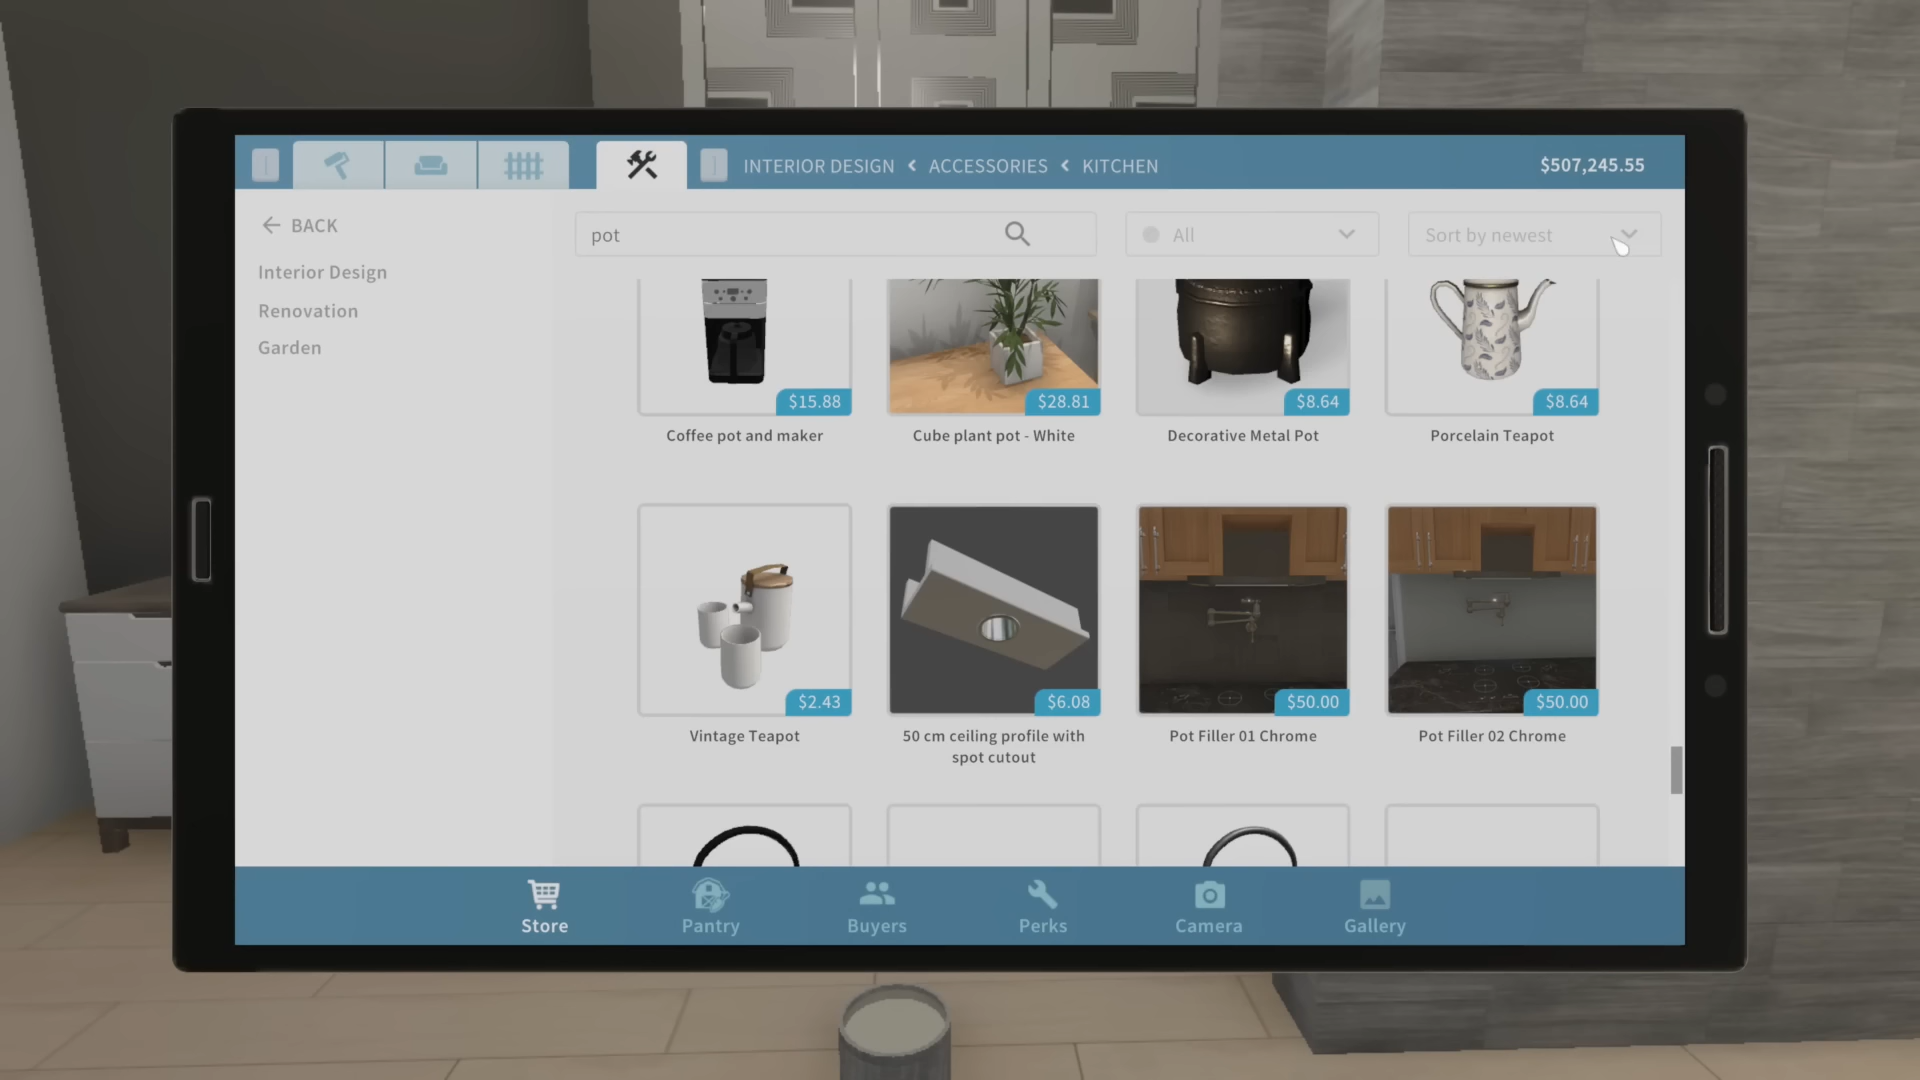 INTERIOR DESIGN < ACCESSORIES < KITCHEN
$507,245.55
BACK
Interior Design
Renovation
Garden
pot
All
Sort by newest
$15.88
$28.81
$8.64
$8.64
Coffee pot and maker
Cube plant pot - White
Decorative Metal Pot
Porcelain Teapot
$2.43
$6.08
$50.00
$50.00
Vintage Teapot
50 cm ceiling profile with
spot cutout
Pot Filler 01 Chrome
Pot Filler 02 Chrome
Store
Pantry
Buyers
Perks
Camera
Gallery